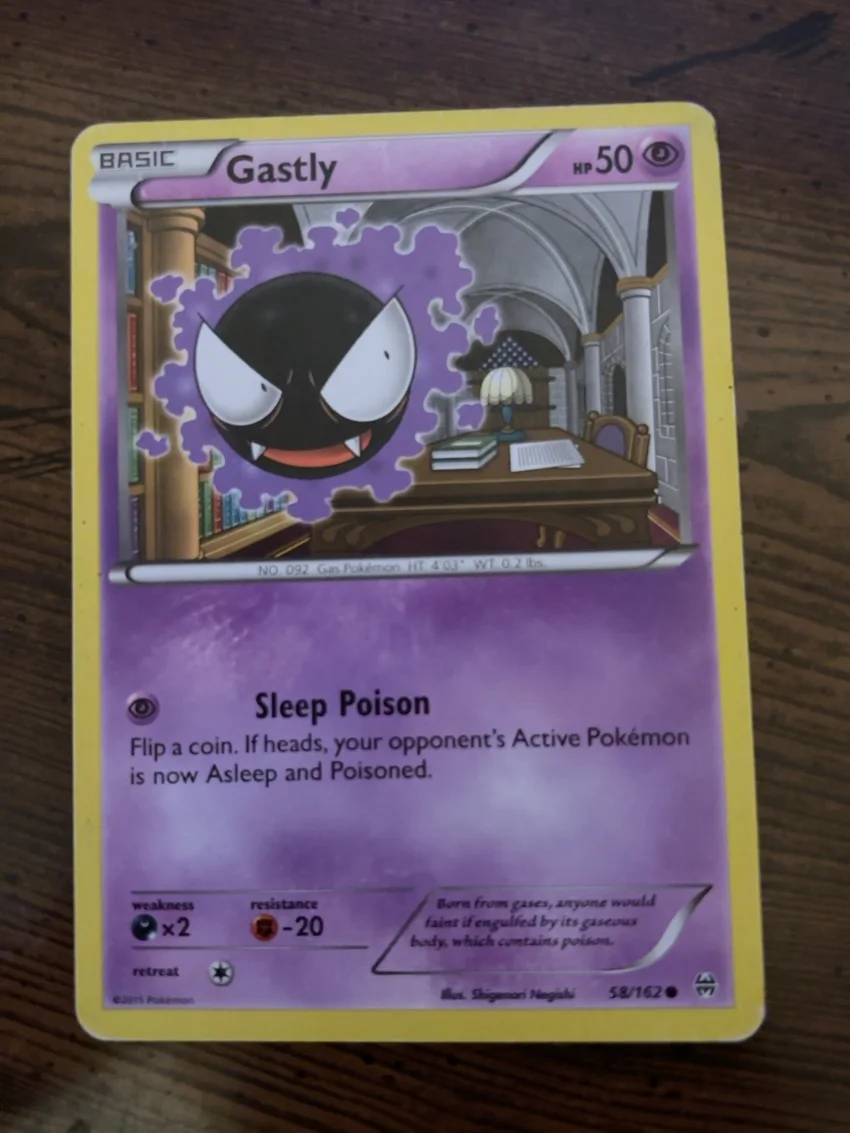 BASIC
Gastly
HP 50
NO. 092 Gas Pokémon HT 4'03" WT 0.2 lbs.
Sleep Poison
Flip a coin. If heads, your opponent's Active Pokémon
is now Asleep and Poisoned.
weakness resistance
×2 -20
Born from gases, anyone would
faint if engulfed by its gaseous
body, which contains poison.
retreat
©2015 Pokémon
Illus. Shigenori Negishi
58/162